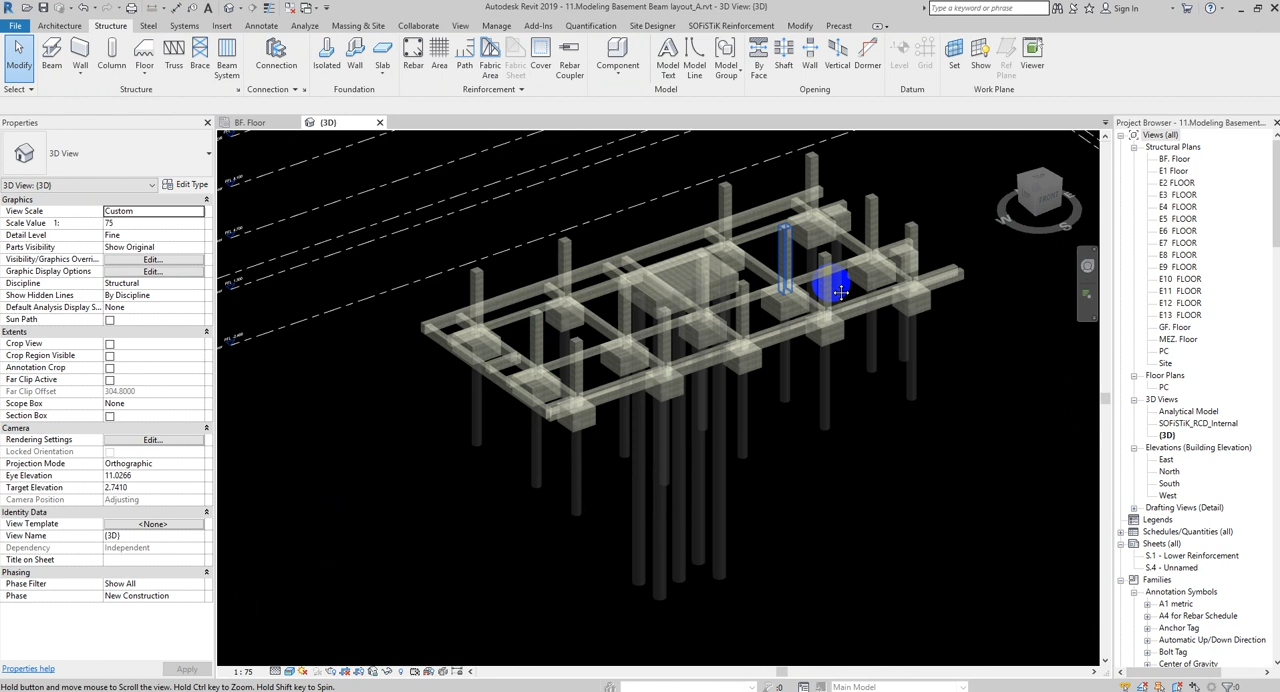 Autodesk Revit 2019 - 11.Modeling Basement Beam layout_A.rvt - 3D View: {3D}
Type a keyword or phrase
Sign In
File Architecture Structure Steel Systems Insert Annotate Analyze Massing & Site Collaborate View Manage Add-Ins Quantification Site Designer SOFiSTiK Reinforcement Modify Precast
Modify Beam Wall Column Floor Truss Brace Beam System Connection Isolated Wall Slab Rebar Area Path Fabric Area Fabric Sheet Cover Rebar Coupler Component Model Text Model Line Model Group By Face Shaft Wall Vertical Dormer Level Grid Set Show Ref Plane Viewer
Select Structure Connection Foundation Reinforcement Model Opening Datum Work Plane
Properties
BF. Floor
{3D}
Project Browser - 11.Modeling Basement...
3D View
3D View: {3D}
Edit Type
Graphics
View Scale Custom
Scale Value 1: 75
Detail Level Fine
Parts Visibility Show Original
Visibility/Graphics Overri... Edit...
Graphic Display Options Edit...
Discipline Structural
Show Hidden Lines By Discipline
Default Analysis Display S... None
Sun Path
Extents
Crop View
Crop Region Visible
Annotation Crop
Far Clip Active
Far Clip Offset 304.8000
Scope Box None
Section Box
Camera
Rendering Settings Edit...
Locked Orientation
Projection Mode Orthographic
Eye Elevation 11.0266
Target Elevation 2.7410
Camera Position Adjusting
Identity Data
View Template <None>
View Name {3D}
Dependency Independent
Title on Sheet
Phasing
Phase Filter Show All
Phase New Construction
Properties help
Apply
TOP
FRONT
W
S
Views (all)
Structural Plans
BF. Floor
E1 Floor
E2 FLOOR
E3 FLOOR
E4 FLOOR
E5 FLOOR
E6 FLOOR
E7 FLOOR
E8 FLOOR
E9 FLOOR
E10 FLOOR
E11 FLOOR
E12 FLOOR
E13 FLOOR
GF. Floor
MEZ. Floor
PC
Site
Floor Plans
PC
3D Views
Analytical Model
SOFiSTiK_RCD_Internal
{3D}
Elevations (Building Elevation)
East
North
South
West
Drafting Views (Detail)
Legends
Schedules/Quantities (all)
Sheets (all)
S.1 - Lower Reinforcement
S.4 - Unnamed
Families
Annotation Symbols
A1 metric
A4 for Rebar Schedule
Anchor Tag
Automatic Up/Down Direction
Bolt Tag
Center of Gravity
1 : 75
Hold button and move mouse to Scroll the view. Hold Ctrl key to Zoom. Hold Shift key to Spin.
:0
Main Model
:0